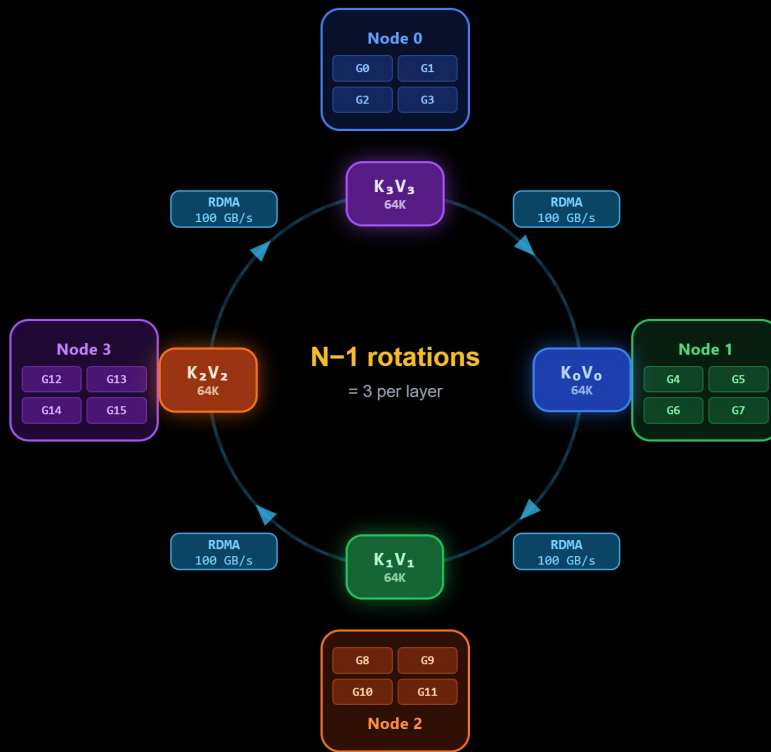 Node 0
G0 G1
G2 G3
K₃V₃
64K
RDMA
100 GB/s
RDMA
100 GB/s
Node 3
G12 G13
G14 G15
K₂V₂
64K
N−1 rotations
= 3 per layer
K₀V₀
64K
Node 1
G4 G5
G6 G7
RDMA
100 GB/s
RDMA
100 GB/s
K₁V₁
64K
G8 G9
G10 G11
Node 2